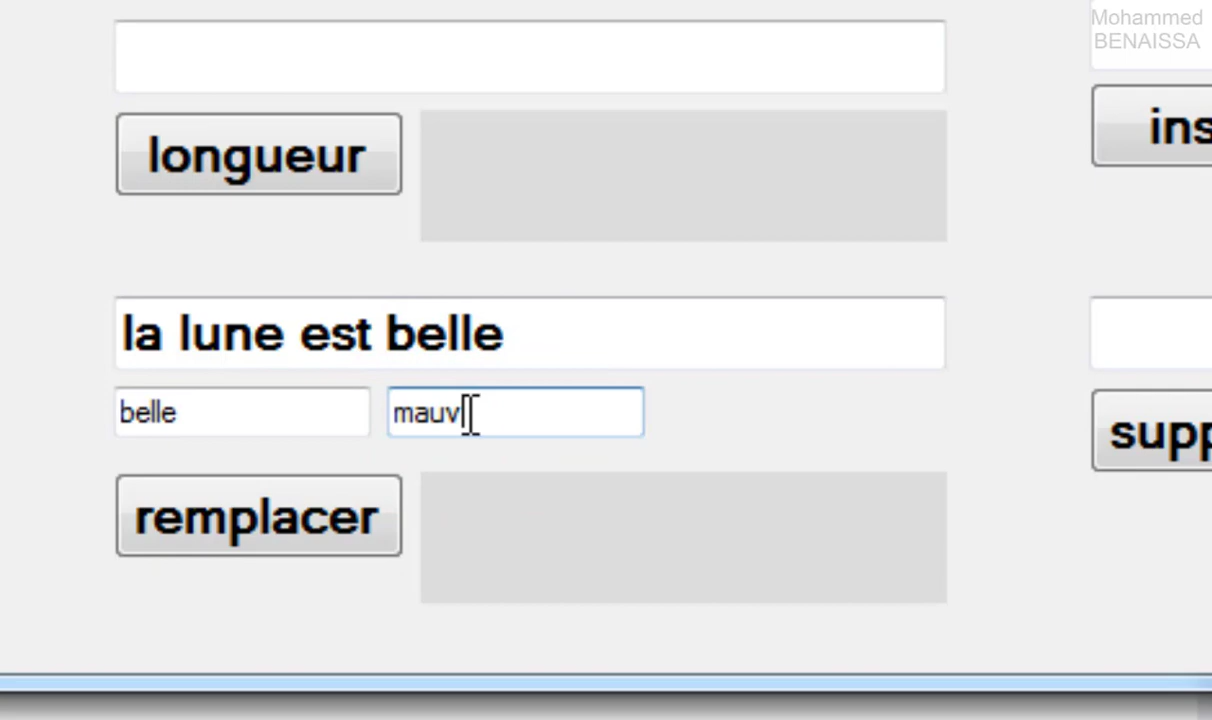 Mohammed
BENAISSA
longueur
ins
la lune est belle
belle
mauv
supp
remplacer